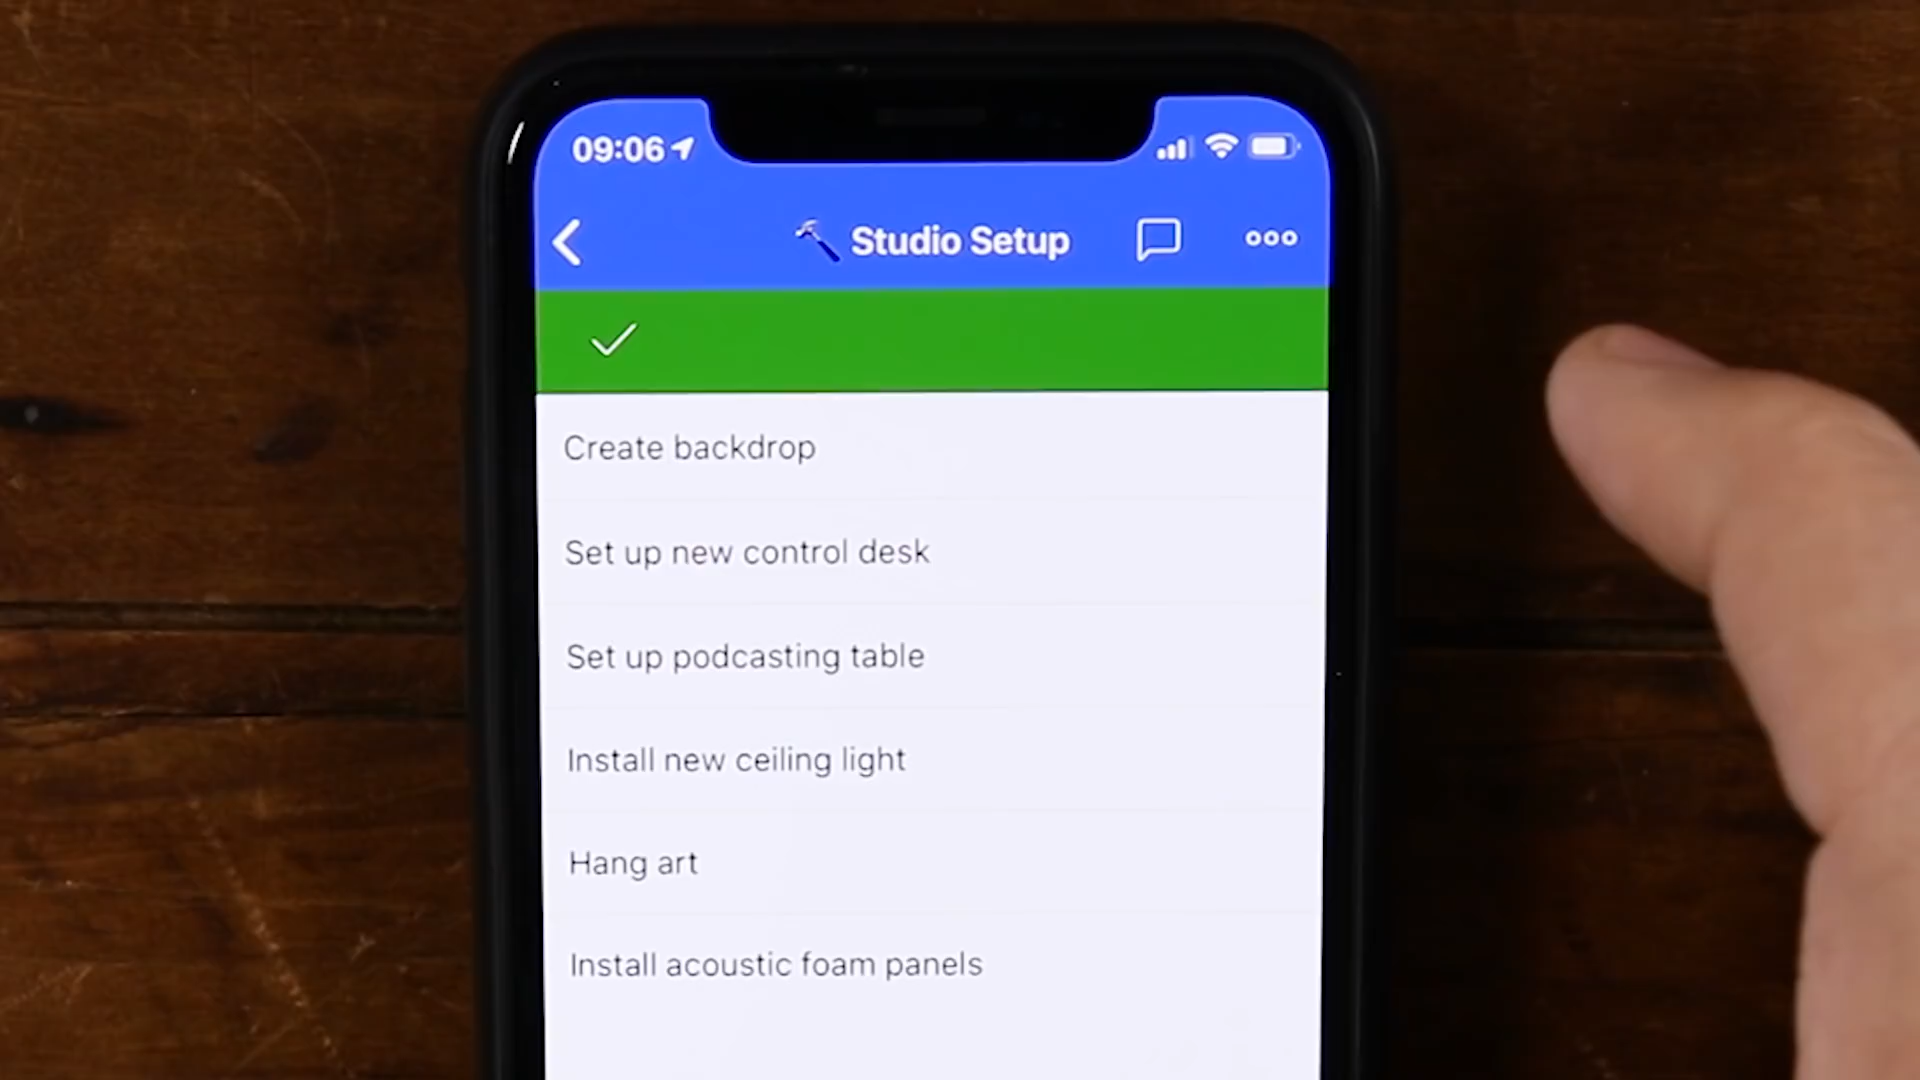 09:06
Studio Setup
Create backdrop
Set up new control desk
Set up podcasting table
Install new ceiling light
Hang art
Install acoustic foam panels